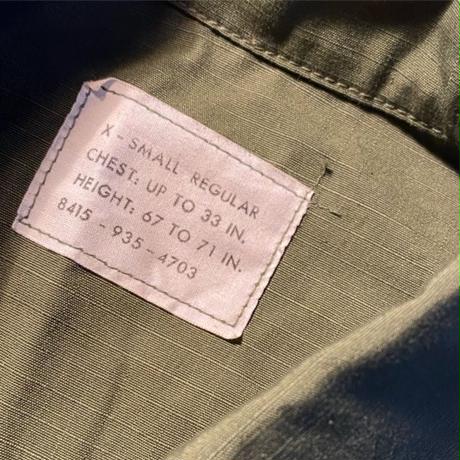 X - SMALL REGULAR
CHEST: UP TO 33 IN.
HEIGHT: 67 TO 71 IN.
8415 - 935 - 4703